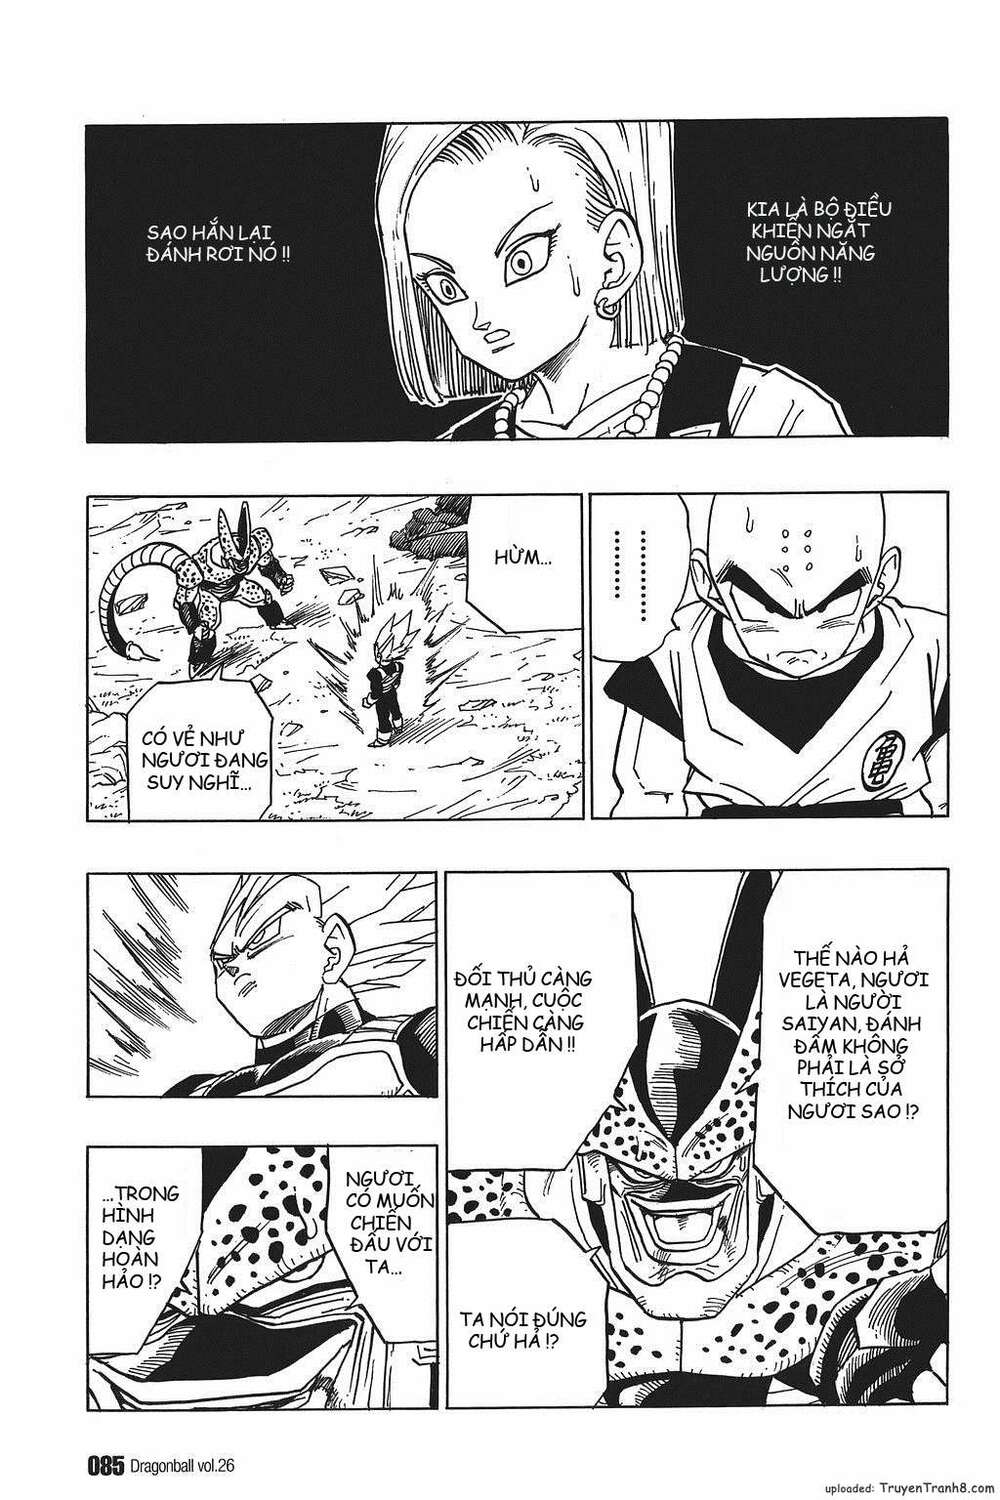 KIA LÀ BỘ ĐIỀU
KHIỂN NGẮT
NGUỒN NĂNG
LƯỢNG !!
SAO HẮN LẠI
ĐÁNH RƠI NÓ !!
HỪM...
CÓ VẺ NHƯ
NGƯƠI ĐANG
SUY NGHĨ...
THẾ NÀO HẢ
VEGETA, NGƯƠI
LÀ NGƯỜI
SAIYAN, ĐÁNH
ĐẤM KHÔNG
PHẢI LÀ SỞ
THÍCH CỦA
NGƯƠI SAO !?
ĐỐI THỦ CÀNG
MẠNH, CUỘC
CHIẾN CÀNG
HẤP DẪN !!
TA NÓI ĐÚNG
CHỨ HẢ !?
NGƯƠI
CÓ MUỐN
CHIẾN
ĐẤU VỚI
TA...
...TRONG
HÌNH
DẠNG
HOÀN
HẢO !?
亀
085 Dragonball vol.26
uploaded: TruyenTranh8.com